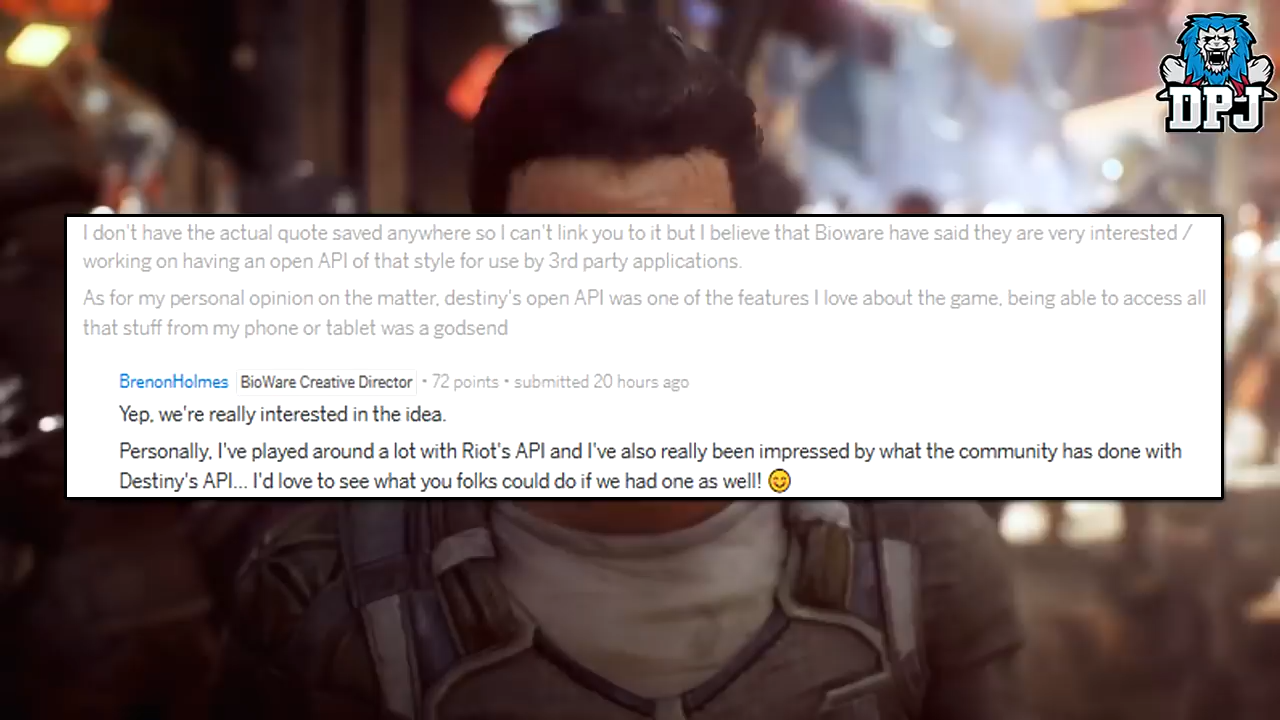 DPJ
I don't have the actual quote saved anywhere so I can't link you to it but I believe that Bioware have said they are very interested /
working on having an open API of that style for use by 3rd party applications.
As for my personal opinion on the matter, destiny's open API was one of the features I love about the game, being able to access all
that stuff from my phone or tablet was a godsend
BrenonHolmes BioWare Creative Director • 72 points • submitted 20 hours ago
Yep, we're really interested in the idea.
Personally, I've played around a lot with Riot's API and I've also really been impressed by what the community has done with
Destiny's API... I'd love to see what you folks could do if we had one as well! 😊